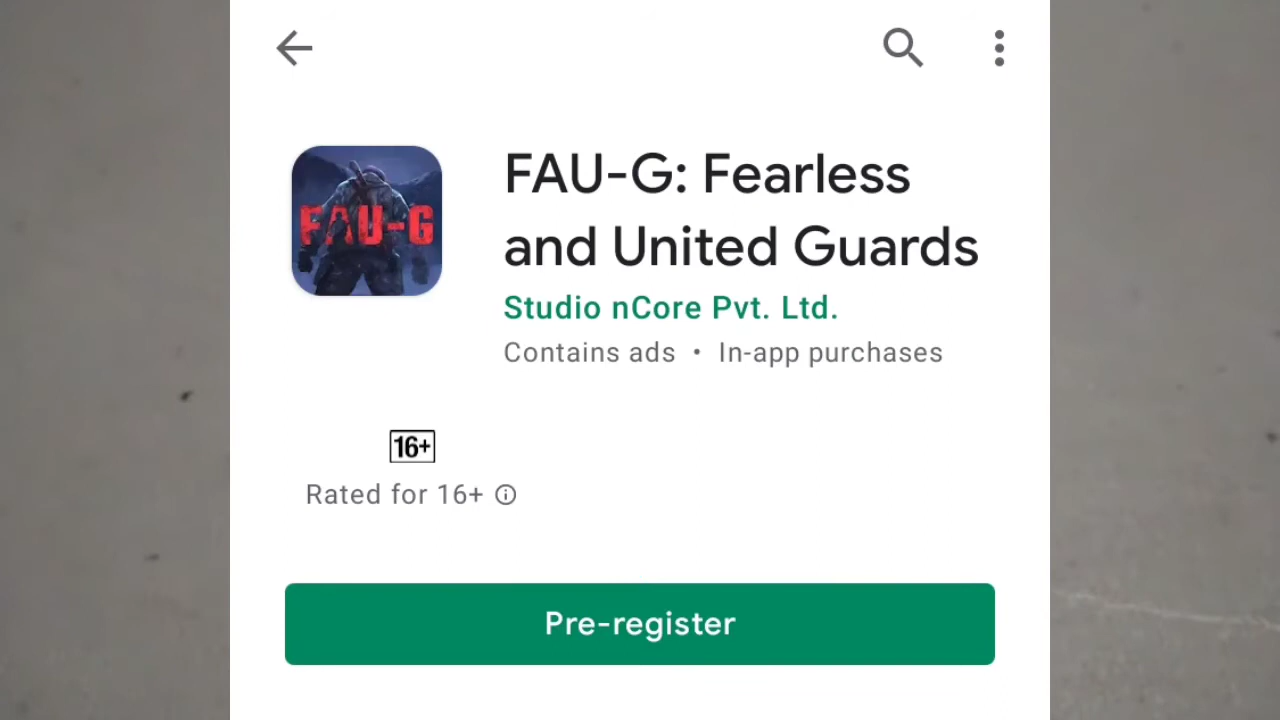 FAU-G
FAU-G: Fearless
and United Guards
Studio nCore Pvt. Ltd.
Contains ads • In-app purchases
16+
Rated for 16+
Pre-register